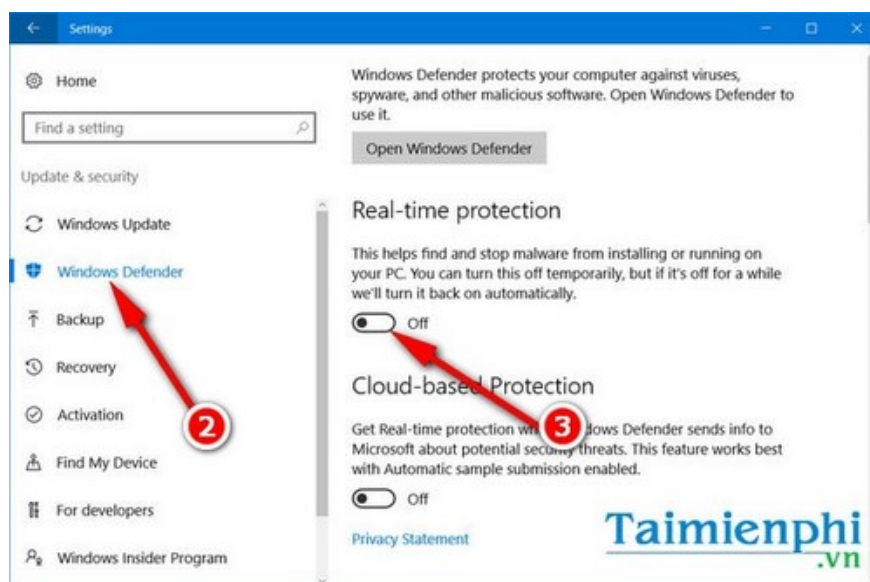 Settings
Home
Find a setting
Update & security
Windows Update
Windows Defender
Backup
Recovery
Activation
Find My Device
For developers
Windows Insider Program
2
Windows Defender protects your computer against viruses,
spyware, and other malicious software. Open Windows Defender to
use it.
Open Windows Defender
Real-time protection
This helps find and stop malware from installing or running on
your PC. You can turn this off temporarily, but if it's off for a while
we'll turn it back on automatically.
Off
3
Cloud-based Protection
Get Real-time protection dows Defender sends info to
Microsoft about potential security threats. This feature works best
with Automatic sample submission enabled.
Off
Privacy Statement
Taimienphi
.vn